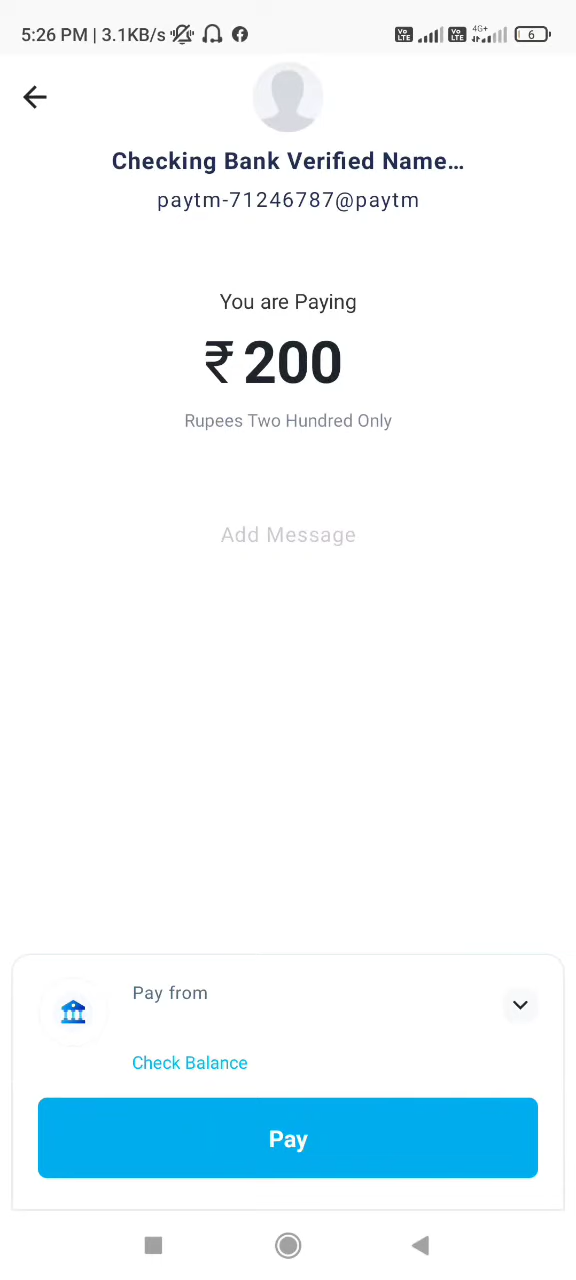 5:26 PM | 3.1KB/s Vo LTE Vo LTE 4G+ 6
Checking Bank Verified Name...
paytm-71246787@paytm
You are Paying
₹200
Rupees Two Hundred Only
Add Message
Pay from
Check Balance
Pay